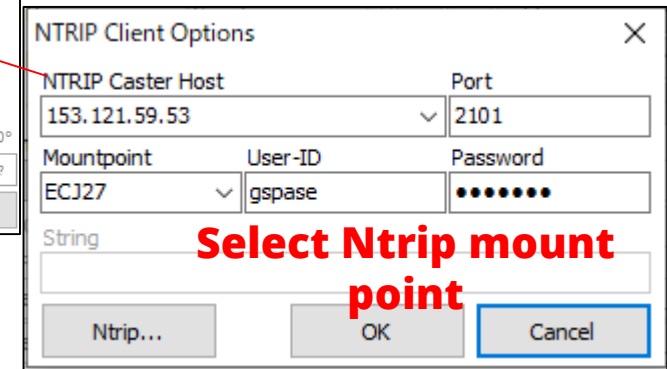 NTRIP Client Options
NTRIP Caster Host Port
153.121.59.53 2101
Mountpoint User-ID Password
ECJ27 gspase •••••••
String
Select Ntrip mount
point
Ntrip... OK Cancel
0°
?